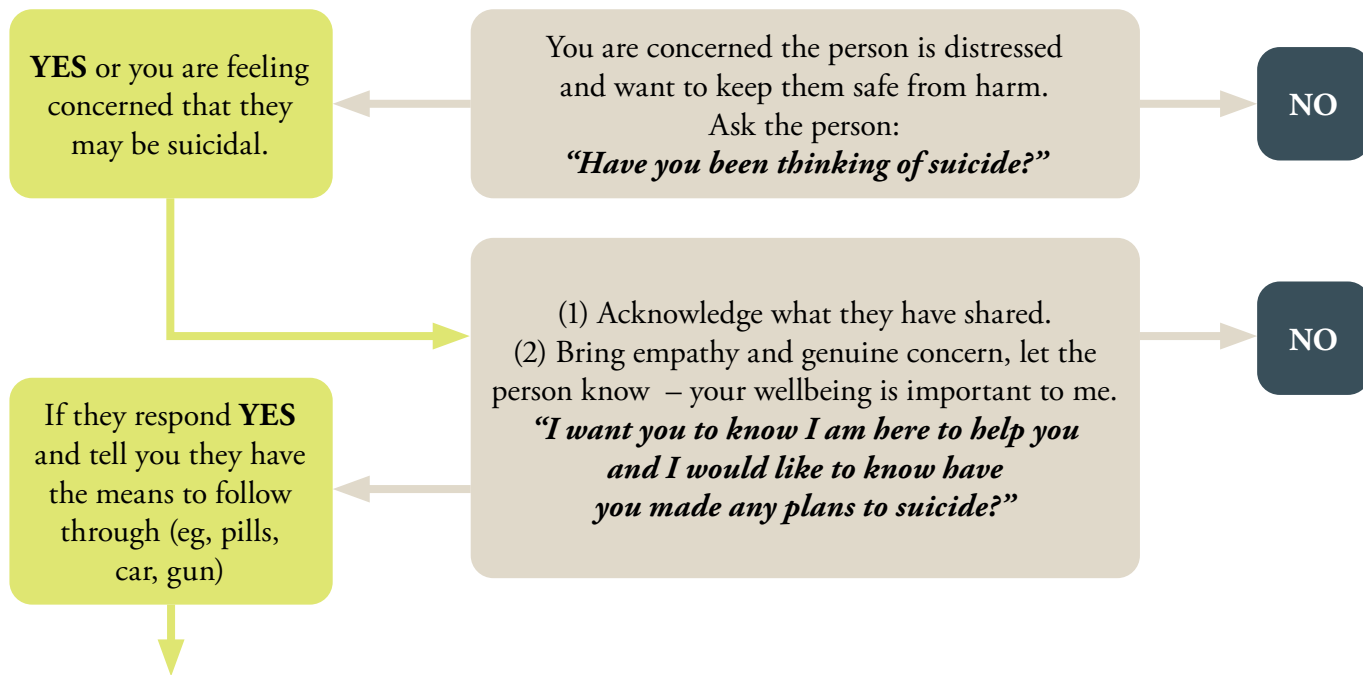 You are concerned the person is distressed
and want to keep them safe from harm.
Ask the person:
“Have you been thinking of suicide?”
YES or you are feeling
concerned that they
may be suicidal.
NO
(1) Acknowledge what they have shared.
(2) Bring empathy and genuine concern, let the
person know – your wellbeing is important to me.
“I want you to know I am here to help you
and I would like to know have
you made any plans to suicide?”
NO
If they respond YES
and tell you they have
the means to follow
through (eg, pills,
car, gun)